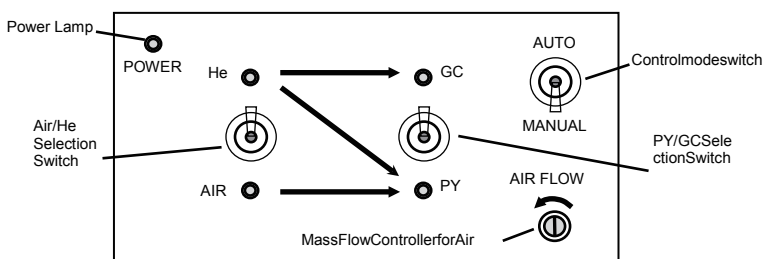 Power Lamp
POWER
He
GC
AUTO
Controlmodeswitch
MANUAL
Air/He
Selection
Switch
PY/GCSele
ctionSwitch
AIR
PY
AIR FLOW
MassFlowControllerforAir